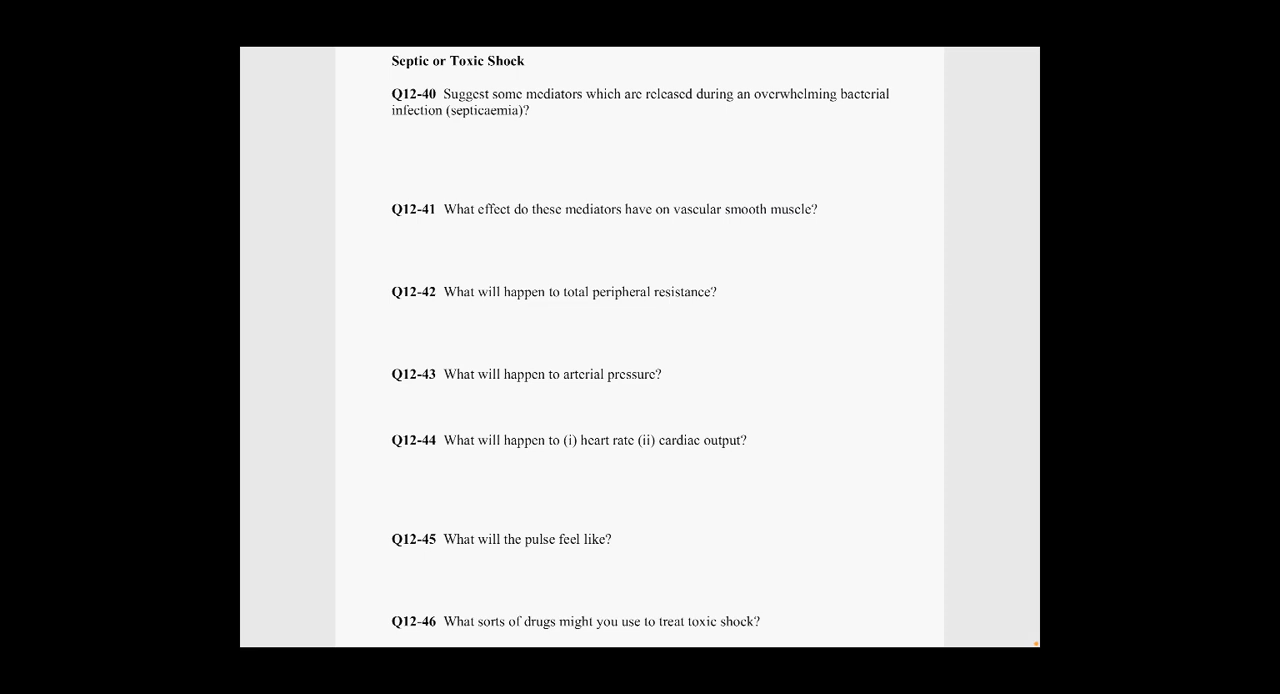 Septic or Toxic Shock
Q12-40 Suggest some mediators which are released during an overwhelming bacterial
infection (septicaemia)?
Q12-41 What effect do these mediators have on vascular smooth muscle?
Q12-42 What will happen to total peripheral resistance?
Q12-43 What will happen to arterial pressure?
Q12-44 What will happen to (i) heart rate (ii) cardiac output?
Q12-45 What will the pulse feel like?
Q12-46 What sorts of drugs might you use to treat toxic shock?